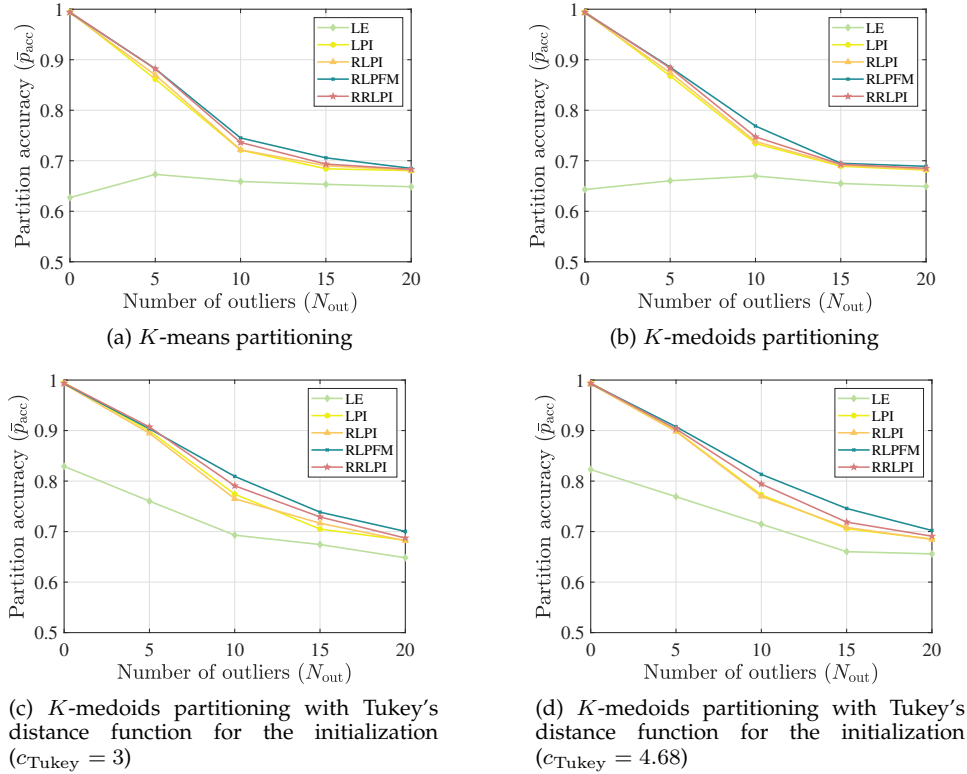 Partition accuracy (p̄acc)
1
0.9
0.8
0.7
0.6
0.5
0 5 10 15 20
Number of outliers (Nout)
LE
LPI
RLPI
RLPFM
RRLPI
(a) K-means partitioning
Partition accuracy (p̄acc)
1
0.9
0.8
0.7
0.6
0.5
0 5 10 15 20
Number of outliers (Nout)
LE
LPI
RLPI
RLPFM
RRLPI
(b) K-medoids partitioning
Partition accuracy (p̄acc)
1
0.9
0.8
0.7
0.6
0.5
0 5 10 15 20
Number of outliers (Nout)
LE
LPI
RLPI
RLPFM
RRLPI
(c) K-medoids partitioning with Tukey's
distance function for the initialization
(cTukey = 3)
Partition accuracy (p̄acc)
1
0.9
0.8
0.7
0.6
0.5
0 5 10 15 20
Number of outliers (Nout)
LE
LPI
RLPI
RLPFM
RRLPI
(d) K-medoids partitioning with Tukey's
distance function for the initialization
(cTukey = 4.68)